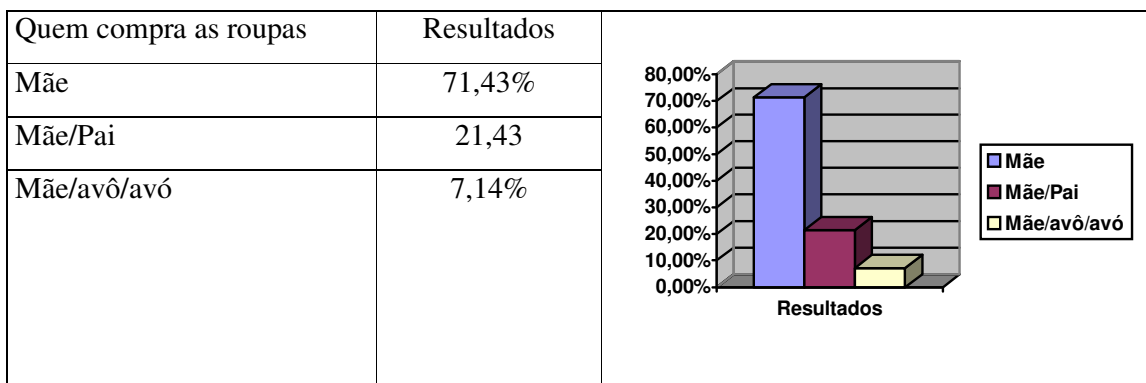 Quem compra as roupas Resultados
Mãe 71,43%
Mãe/Pai 21,43
Mãe/avô/avó 7,14%
80,00%
70,00%
60,00%
50,00%
40,00%
30,00%
20,00%
10,00%
0,00%
Resultados
Mãe
Mãe/Pai
Mãe/avô/avó